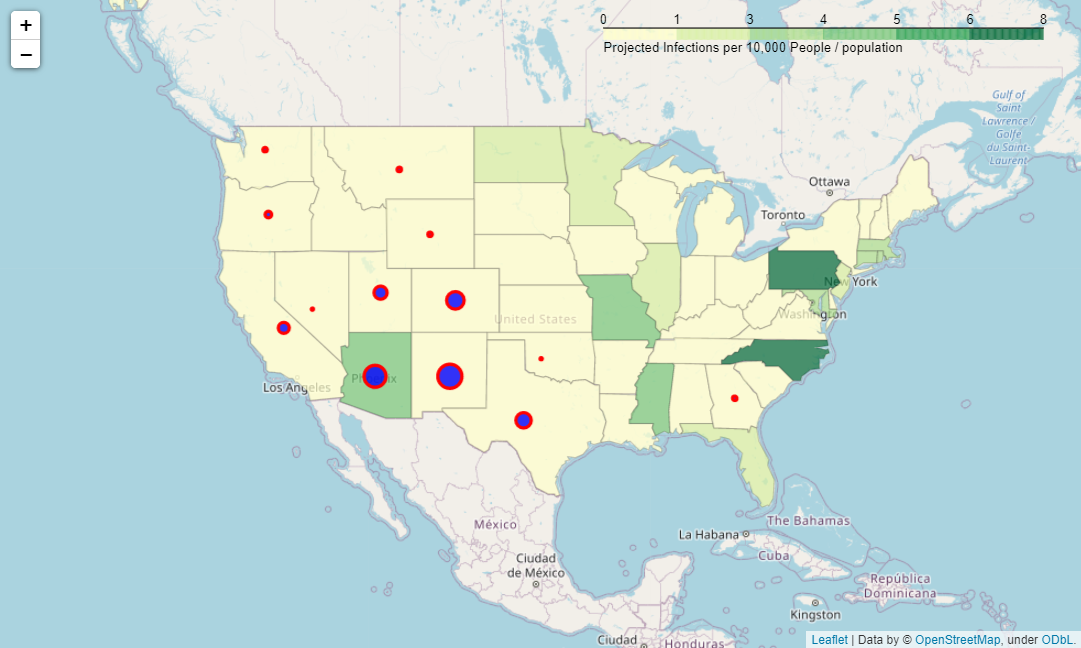 +
−
0 1 3 4 5 6 8
Projected Infections per 10,000 People / population
Gulf of
Saint
Lawrence /
Golfe
du Saint-
Laurent
Ottawa
Toronto
New York
Washington
United States
Phoenix
Los Angeles
México
Ciudad
de México
La Habana
The Bahamas
Cuba
República
Dominicana
Kingston
Ciudad
Honduras
Leaflet | Data by © OpenStreetMap, under ODbL.